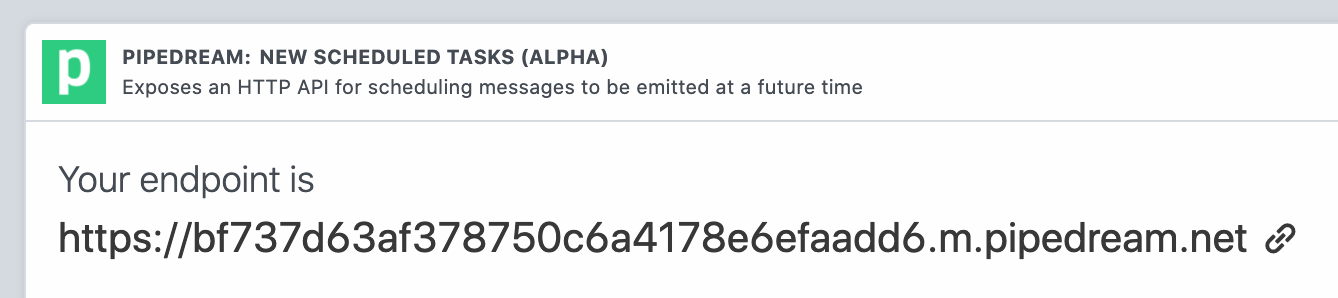 p
PIPEDREAM: NEW SCHEDULED TASKS (ALPHA)
Exposes an HTTP API for scheduling messages to be emitted at a future time
Your endpoint is
https://bf737d63af378750c6a4178e6efaadd6.m.pipedream.net